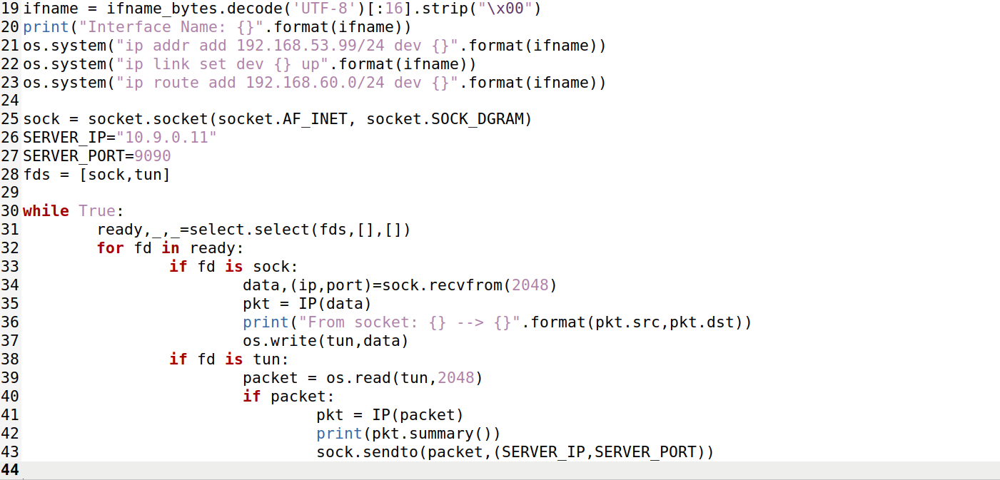 19 ifname = ifname_bytes.decode('UTF-8')[:16].strip("\x00")
20 print("Interface Name: {}".format(ifname))
21 os.system("ip addr add 192.168.53.99/24 dev {}".format(ifname))
22 os.system("ip link set dev {} up".format(ifname))
23 os.system("ip route add 192.168.60.0/24 dev {}".format(ifname))
24
25 sock = socket.socket(socket.AF_INET, socket.SOCK_DGRAM)
26 SERVER_IP="10.9.0.11"
27 SERVER_PORT=9090
28 fds = [sock,tun]
29
30 while True:
31         ready,_,_=select.select(fds,[],[])
32         for fd in ready:
33                 if fd is sock:
34                         data,(ip,port)=sock.recvfrom(2048)
35                         pkt = IP(data)
36                         print("From socket: {} --> {}".format(pkt.src,pkt.dst))
37                         os.write(tun,data)
38                 if fd is tun:
39                         packet = os.read(tun,2048)
40                         if packet:
41                                 pkt = IP(packet)
42                                 print(pkt.summary())
43                                 sock.sendto(packet,(SERVER_IP,SERVER_PORT))
44